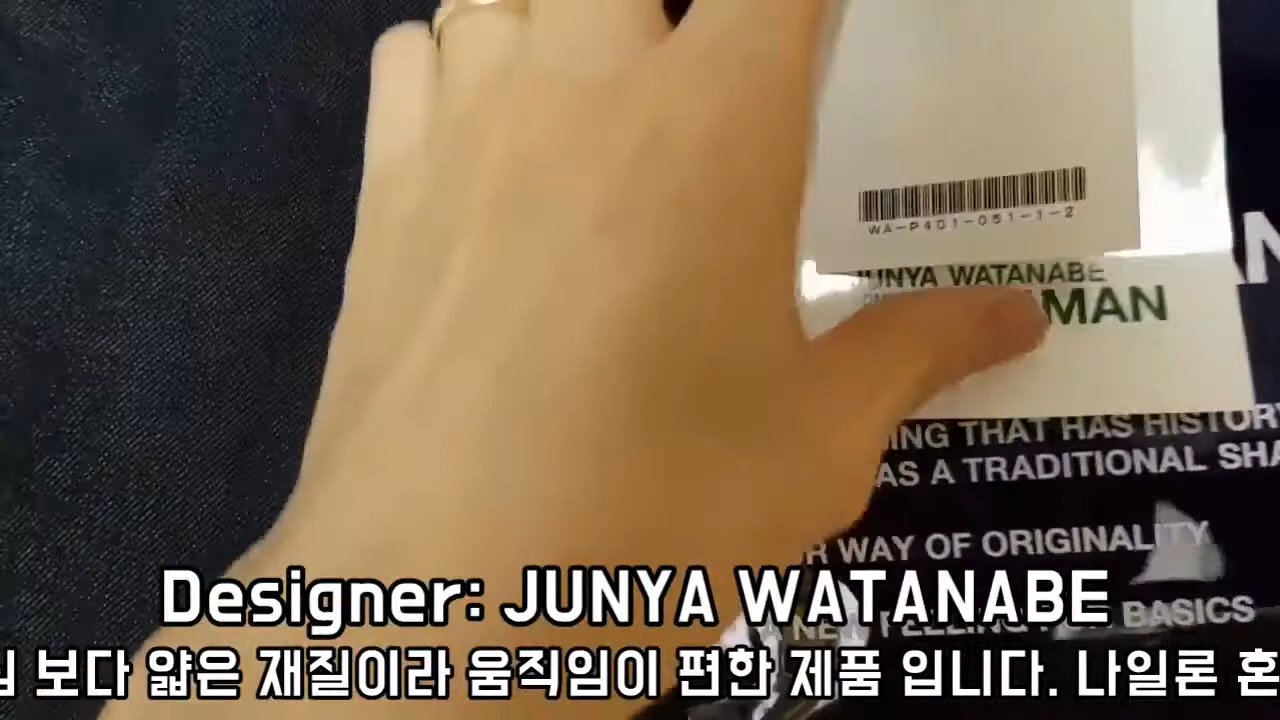 WA-P401-051-1-2
JUNYA WATANABE
MAN
THAT HAS HISTORY
AS A TRADITIONAL
WAY OF ORIGINALITY
BASICS
Designer: JUNYA WATANABE
보다 얇은 재질이라 움직임이 편한 제품 입니다. 나일론 혼